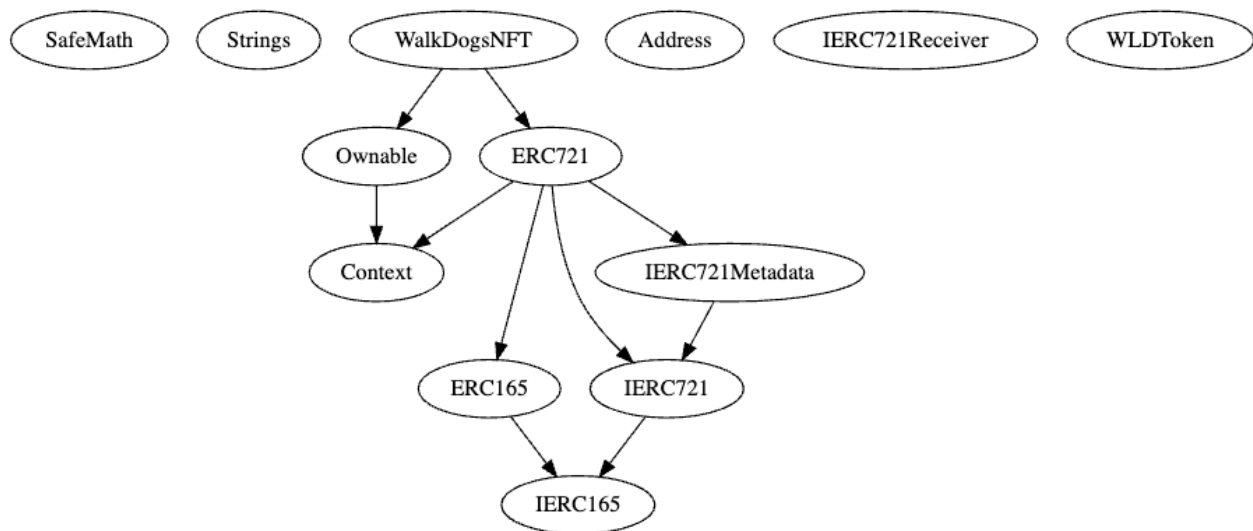 SafeMath
Strings
WalkDogsNFT
Address
IERC721Receiver
WLDToken
Ownable
ERC721
Context
IERC721Metadata
ERC165
IERC721
IERC165